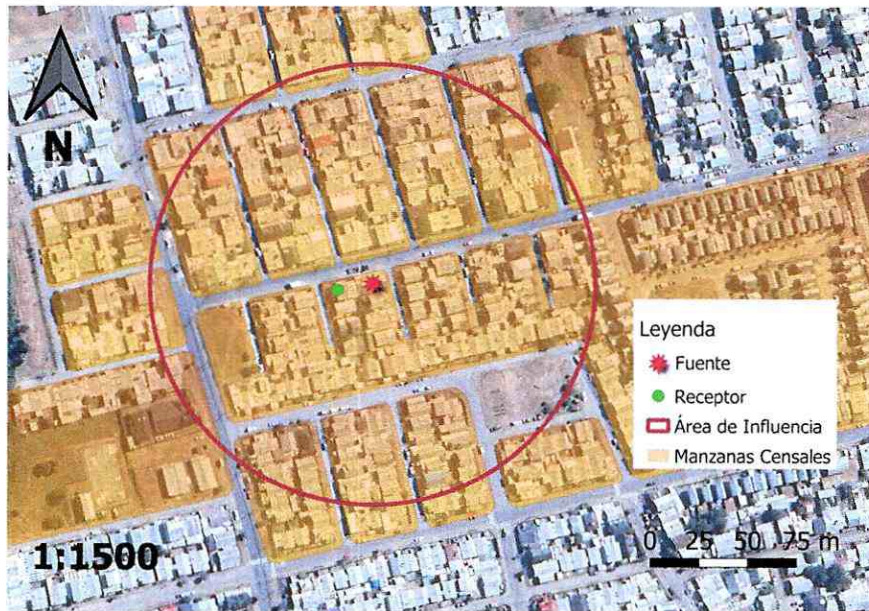 N
Leyenda
Fuente
Receptor
Área de Influencia
Manzanas Censales
1:1500
0 25 50 75 m